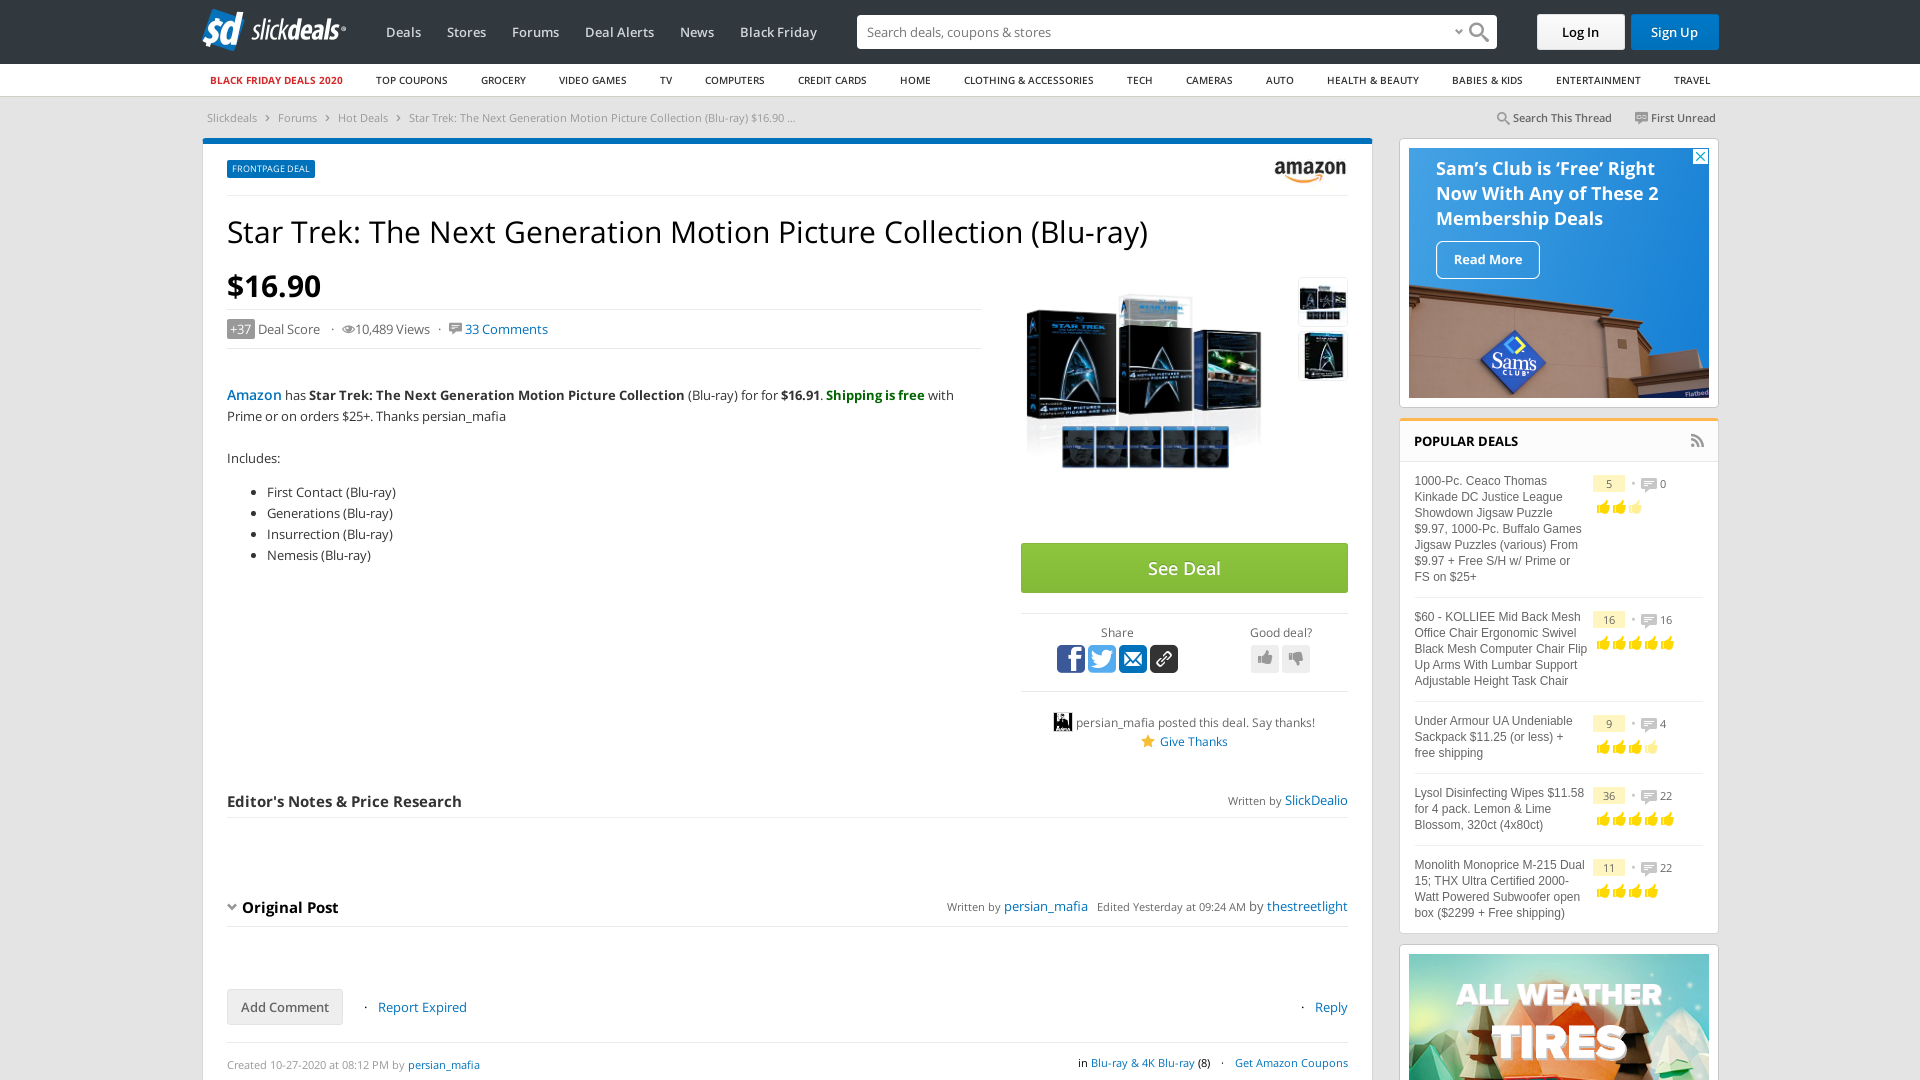 sd slickdeals
Deals
Stores
Forums
Deal Alerts
News
Black Friday
Search deals, coupons & stores
Log In
Sign Up
BLACK FRIDAY DEALS 2020
TOP COUPONS
GROCERY
VIDEO GAMES
TV
COMPUTERS
CREDIT CARDS
HOME
CLOTHING & ACCESSORIES
TECH
CAMERAS
AUTO
HEALTH & BEAUTY
BABIES & KIDS
ENTERTAINMENT
TRAVEL
Slickdeals › Forums › Hot Deals › Star Trek: The Next Generation Motion Picture Collection (Blu-ray) $16.90 ...
Search This Thread
First Unread
FRONTPAGE DEAL
amazon
Star Trek: The Next Generation Motion Picture Collection (Blu-ray)
$16.90
+37 Deal Score · 10,489 Views · 33 Comments
Amazon has Star Trek: The Next Generation Motion Picture Collection (Blu-ray) for for $16.91. Shipping is free with
Prime or on orders $25+. Thanks persian_mafia
Includes:
• First Contact (Blu-ray)
• Generations (Blu-ray)
• Insurrection (Blu-ray)
• Nemesis (Blu-ray)
STAR TREK
4 MOTION PICTURES
See Deal
Share
Good deal?
persian_mafia posted this deal. Say thanks!
Give Thanks
Editor's Notes & Price Research
Written by SlickDealio
Original Post
Written by persian_mafia Edited Yesterday at 09:24 AM by thestreetlight
Add Comment
· Report Expired
· Reply
Created 10-27-2020 at 08:12 PM by persian_mafia
in Blu-ray & 4K Blu-ray (8) · Get Amazon Coupons
Sam's Club is ‘Free’ Right
Now With Any of These 2
Membership Deals
Read More
Sam's
CLUB
POPULAR DEALS
1000-Pc. Ceaco Thomas
Kinkade DC Justice League
Showdown Jigsaw Puzzle
$9.97, 1000-Pc. Buffalo Games
Jigsaw Puzzles (various) From
$9.97 + Free S/H w/ Prime or
FS on $25+
5 • 0
$60 - KOLLIEE Mid Back Mesh
Office Chair Ergonomic Swivel
Black Mesh Computer Chair Flip
Up Arms With Lumbar Support
Adjustable Height Task Chair
16 • 16
Under Armour UA Undeniable
Sackpack $11.25 (or less) +
free shipping
9 • 4
Lysol Disinfecting Wipes $11.58
for 4 pack. Lemon & Lime
Blossom, 320ct (4x80ct)
36 • 22
Monolith Monoprice M-215 Dual
15; THX Ultra Certified 2000-
Watt Powered Subwoofer open
box ($2299 + Free shipping)
11 • 22
ALL WEATHER
TIRES